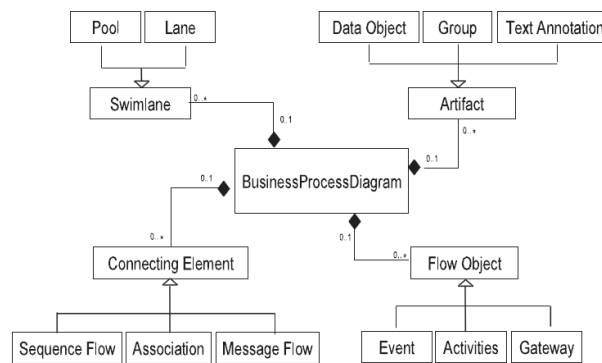 Pool
Lane
Data Object
Group
Text Annotation
Swimlane
Artifact
0..*
0..1
0..*
0..1
BusinessProcessDiagram
0..1
0..1
0..*
0..*
Connecting Element
Flow Object
Sequence Flow
Association
Message Flow
Event
Activities
Gateway